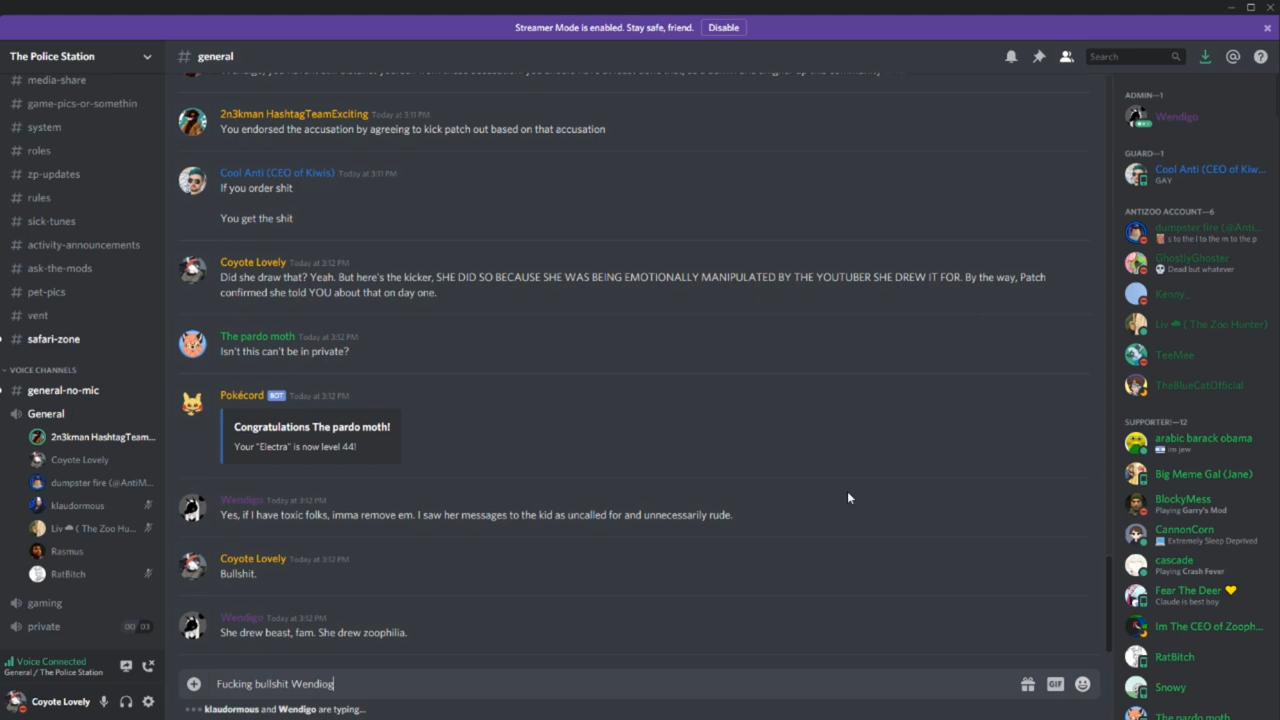 Streamer Mode is enabled. Stay safe, friend. Disable
The Police Station
# general
Search
# media-share
# game-pics-or-somethin
# system
# roles
# zp-updates
# rules
# sick-tunes
# activity-announcements
# ask-the-mods
# pet-pics
# vent
# safari-zone
VOICE CHANNELS
# general-no-mic
General
2n3kman HashtagTeam...
Coyote Lovely
dumpster fire (@AntiM...
klaudormous
Liv ( The Zoo Hu...
Rasmus
RatBitch
gaming
private 00 03
Voice Connected
General / The Police Station
Coyote Lovely
2n3kman HashtagTeamExciting Today at 3:11 PM
You endorsed the accusation by agreeing to kick patch out based on that accusation
Cool Anti (CEO of Kiwis) Today at 3:11 PM
If you order shit
You get the shit
Coyote Lovely Today at 3:12 PM
Did she draw that? Yeah. But here's the kicker, SHE DID SO BECAUSE SHE WAS BEING EMOTIONALLY MANIPULATED BY THE YOUTUBER SHE DREW IT FOR. By the way, Patch
confirmed she told YOU about that on day one.
The pardo moth Today at 3:12 PM
Isn't this can't be in private?
Pokécord BOT Today at 3:12 PM
Congratulations The pardo moth!
Your "Electra" is now level 44!
Wendigo Today at 3:12 PM
Yes, if I have toxic folks, imma remove em. I saw her messages to the kid as uncalled for and unnecessarily rude.
Coyote Lovely Today at 3:12 PM
Bullshit.
Wendigo Today at 3:12 PM
She drew beast, fam. She drew zoophilia.
Fucking bullshit Wendiog
GIF
klaudormous and Wendigo are typing...
ADMIN—1
Wendigo
GUARD—1
Cool Anti (CEO of Kiw...
GAY
ANTIZOO ACCOUNT—6
dumpster fire (@Anti...
s to the l to the m to the p
GhostlyGhoster
Dead but whatever
Kenny_
Liv ( The Zoo Hunter)
TeeMee
TheBlueCatOfficial
SUPPORTER!—12
arabic barack obama
im jew
Big Meme Gal (Jane)
BlockyMess
Playing Garry's Mod
CannonCorn
Extremely Sleep Deprived
cascade
Playing Crash Fever
Fear The Deer
Claude is best boy
Im The CEO of Zooph...
RatBitch
Snowy
The pardo moth